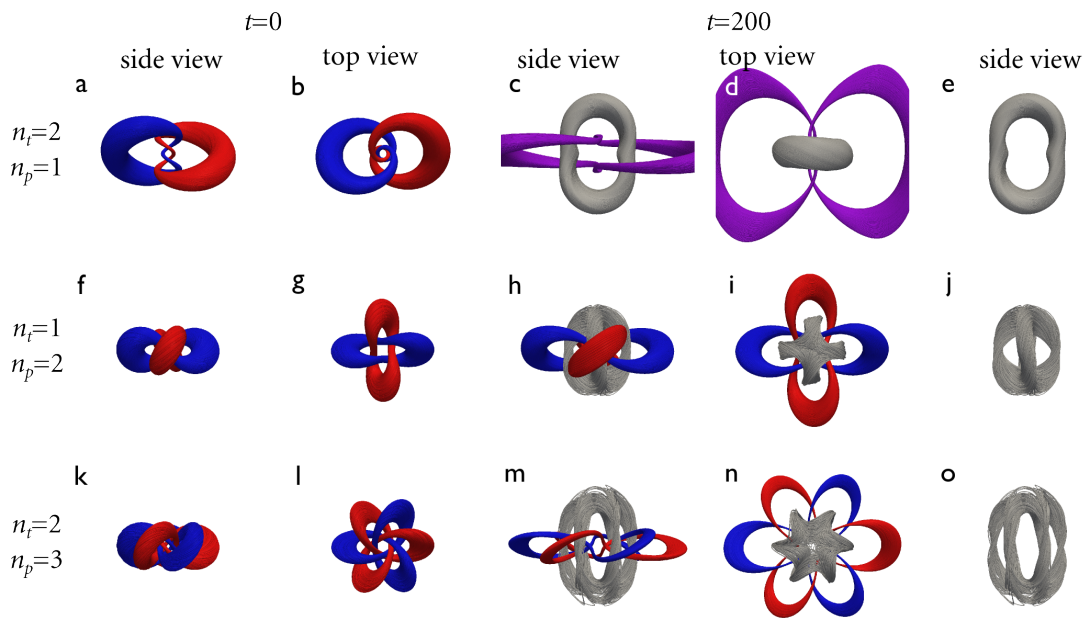 t=0 t=200
side view top view side view top view side view
a b c d e
nt=2
np=1
f g h i j
nt=1
np=2
k l m n o
nt=2
np=3